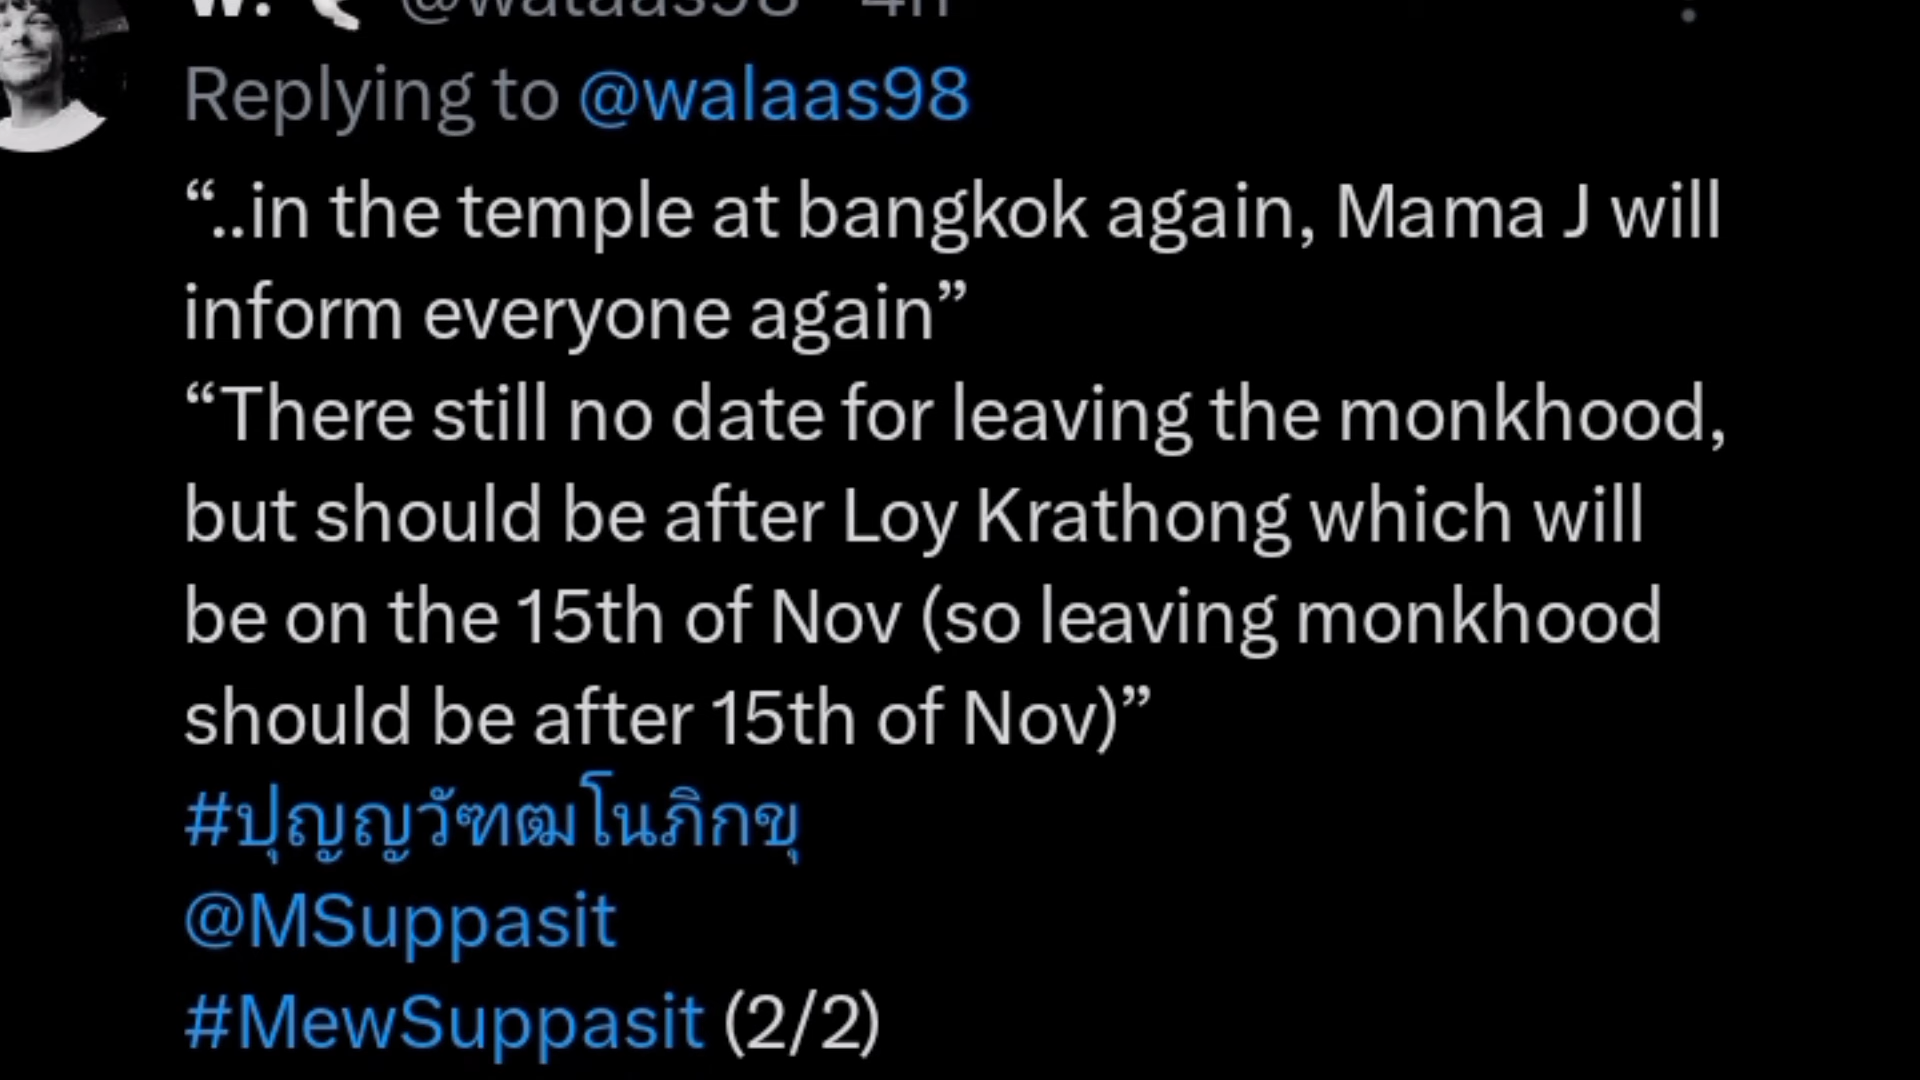 Replying to @walaas98
“..in the temple at bangkok again, Mama J will
inform everyone again”
“There still no date for leaving the monkhood,
but should be after Loy Krathong which will
be on the 15th of Nov (so leaving monkhood
should be after 15th of Nov)”
#ปุญญวัฑฒโนภิกขุ
@MSuppasit
#MewSuppasit (2/2)